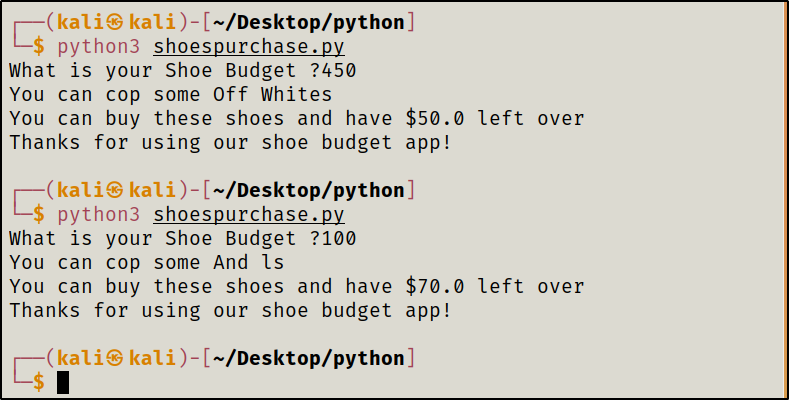 ┌──(kali㉿kali)-[~/Desktop/python]
└─$ python3 shoespurchase.py
What is your Shoe Budget ?450
You can cop some Off Whites
You can buy these shoes and have $50.0 left over
Thanks for using our shoe budget app!
┌──(kali㉿kali)-[~/Desktop/python]
└─$ python3 shoespurchase.py
What is your Shoe Budget ?100
You can cop some And ls
You can buy these shoes and have $70.0 left over
Thanks for using our shoe budget app!
┌──(kali㉿kali)-[~/Desktop/python]
└─$